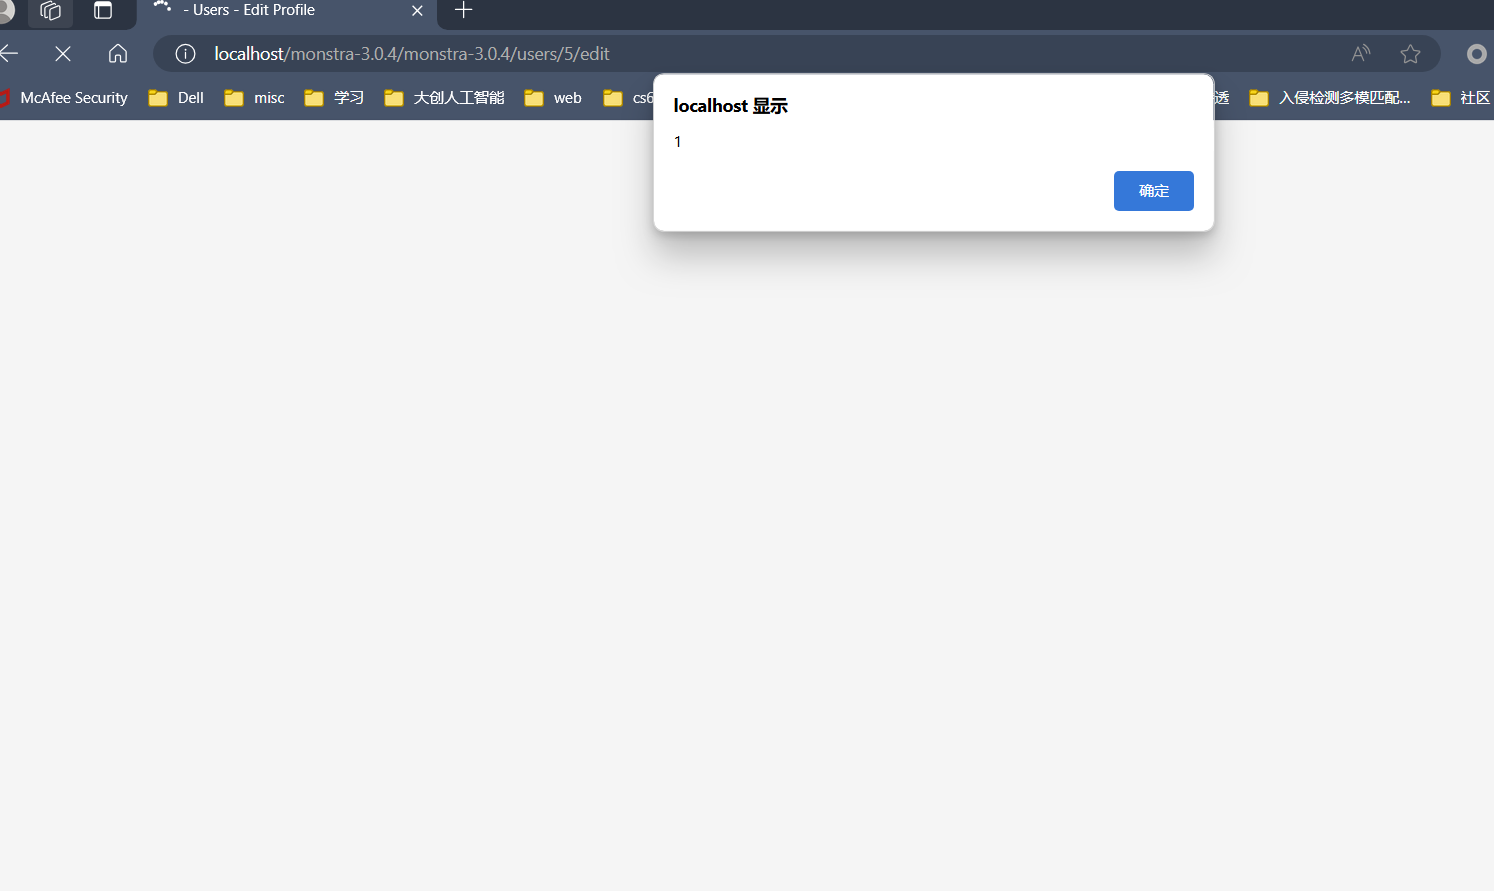 - Users - Edit Profile
localhost/monstra-3.0.4/monstra-3.0.4/users/5/edit
McAfee Security Dell misc 学习 大创人工智能 web cs6 透 入侵检测多模匹配... 社区
localhost 显示
1
确定